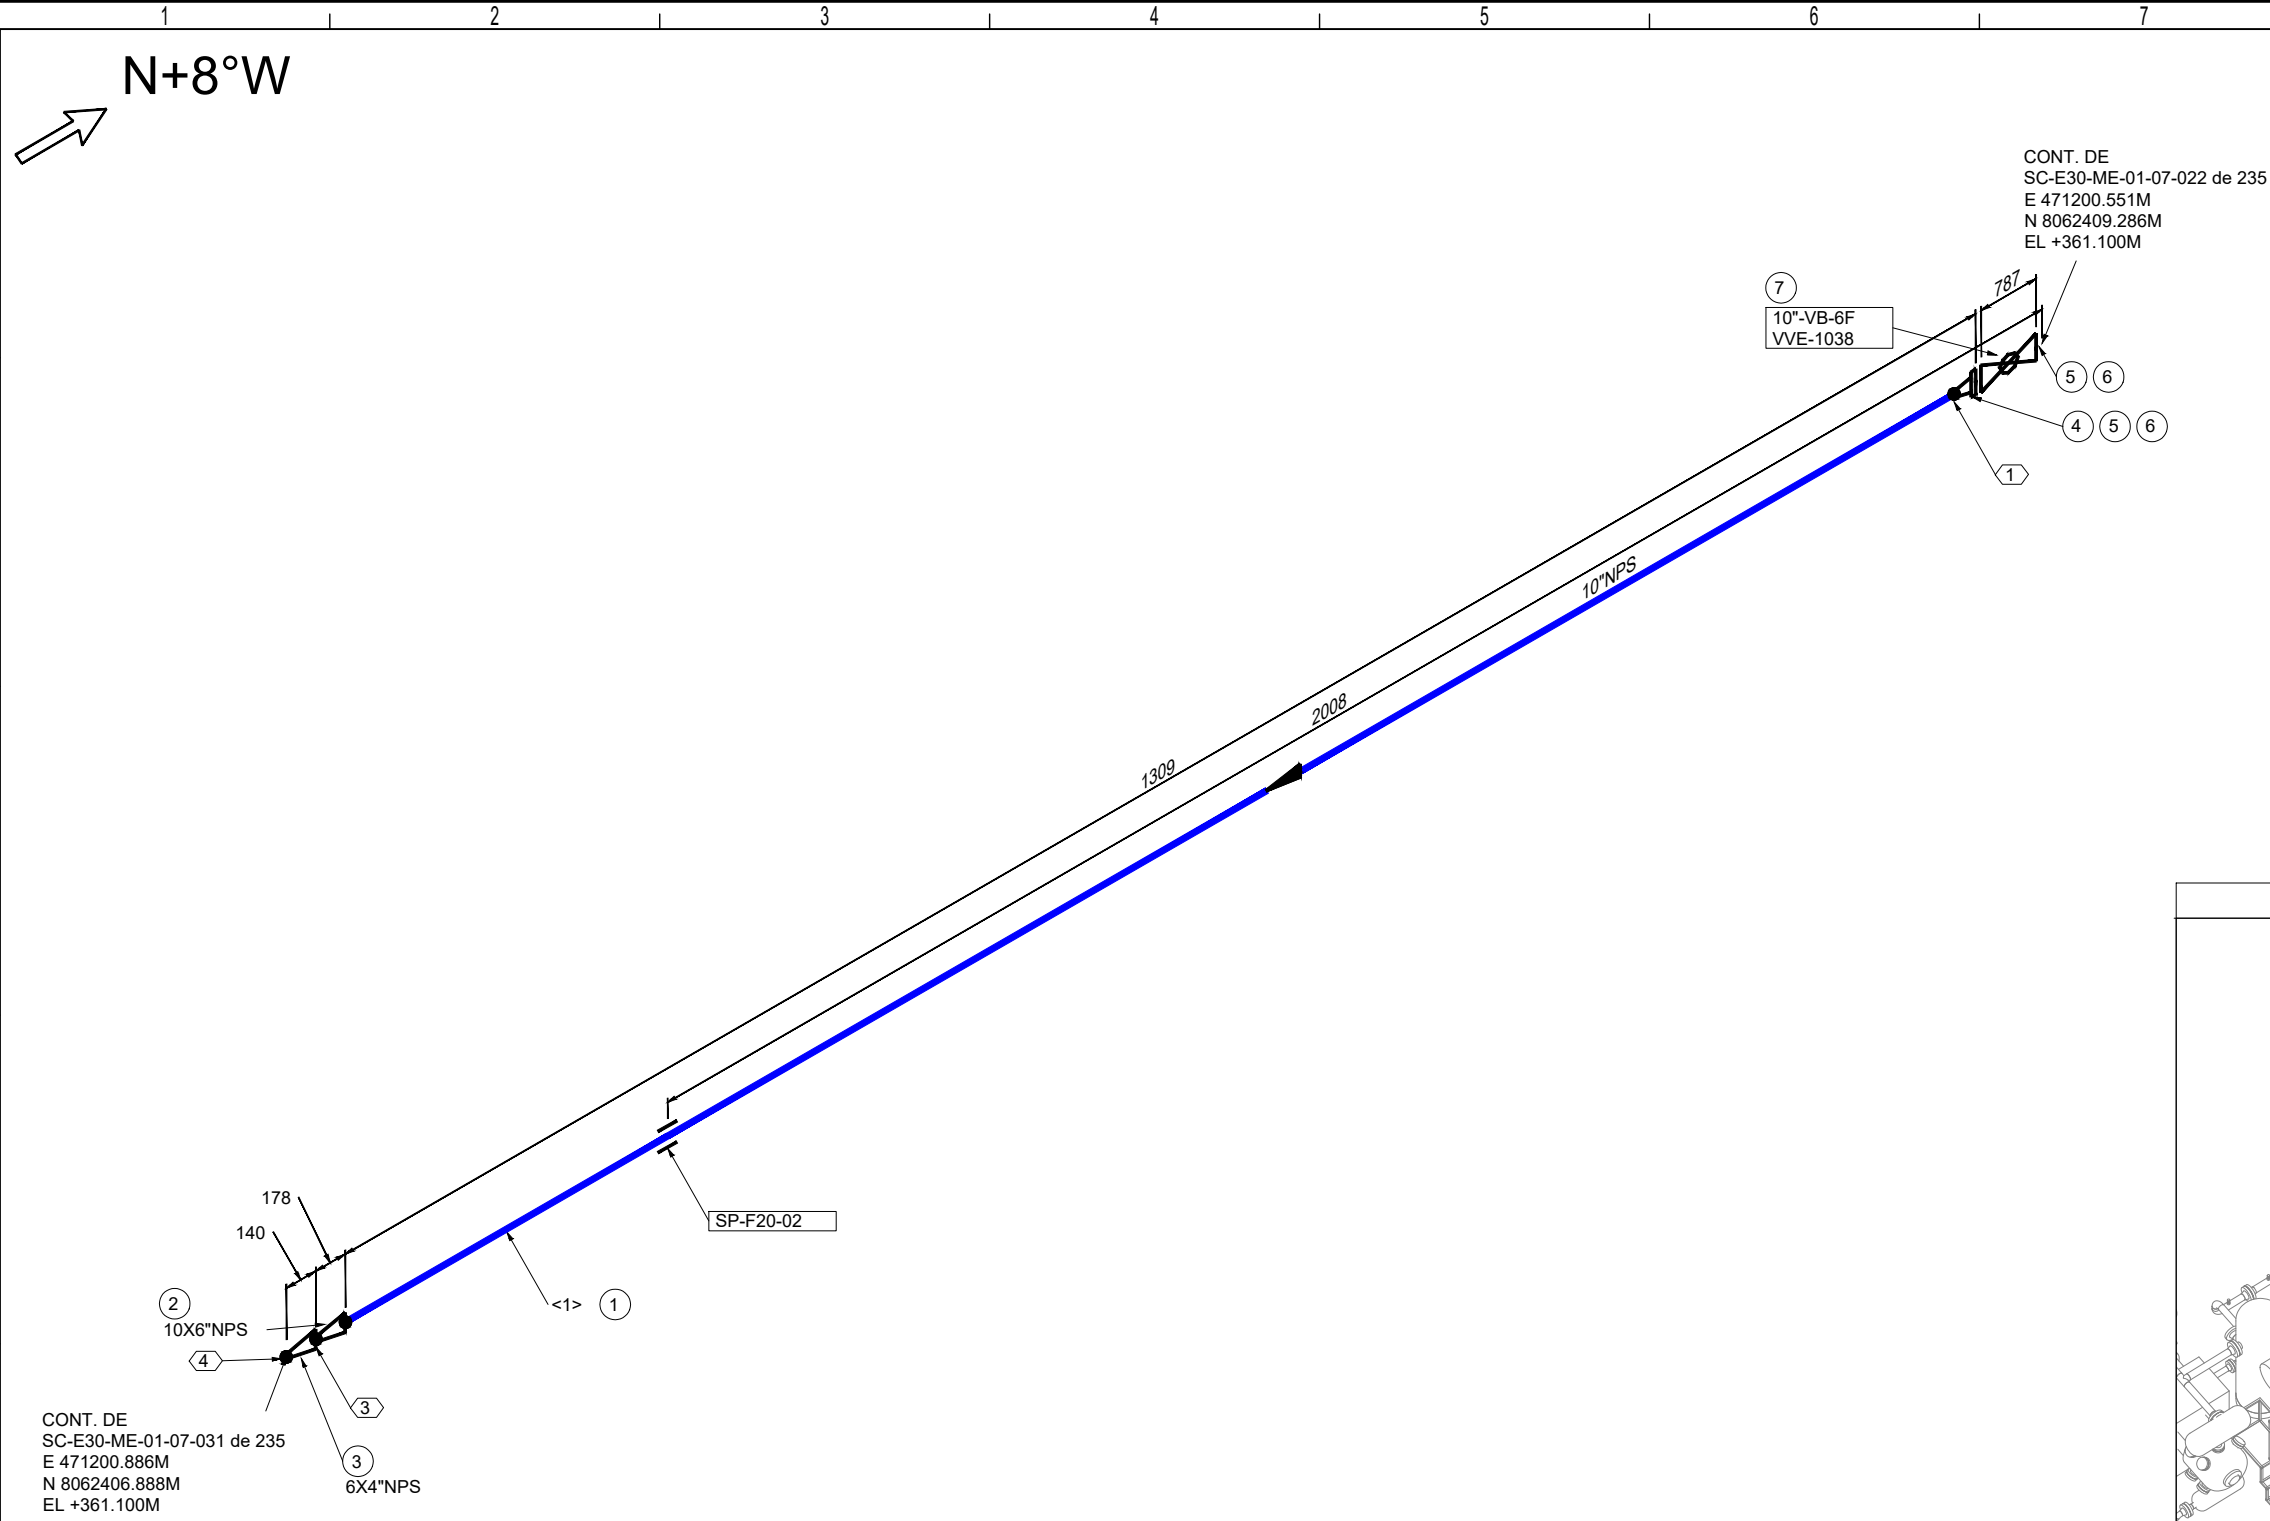 1 2 3 4 5 6 7
N+8°W
CONT. DE
SC-E30-ME-01-07-022 de 235
E 471200.551M
N 8062409.286M
EL +361.100M
787
7
10"-VB-6F
VVE-1038
5 6
4 5 6
1
10"NPS
2008
1309
178
140
SP-F20-02
<1> 1
2
10X6"NPS
4
3
CONT. DE
SC-E30-ME-01-07-031 de 235
E 471200.886M
N 8062406.888M
EL +361.100M
3
6X4"NPS